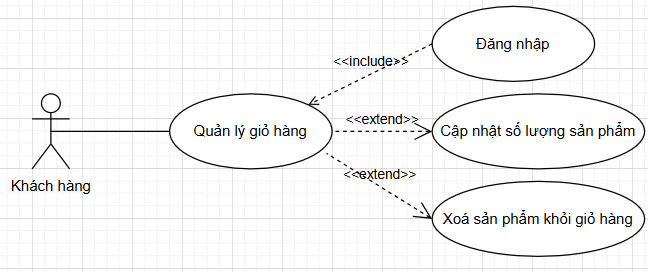 Đăng nhập
<<include>>
<<extend>>
Quản lý giỏ hàng
Cập nhật số lượng sản phẩm
<<extend>>
Khách hàng
Xoá sản phẩm khỏi giỏ hàng